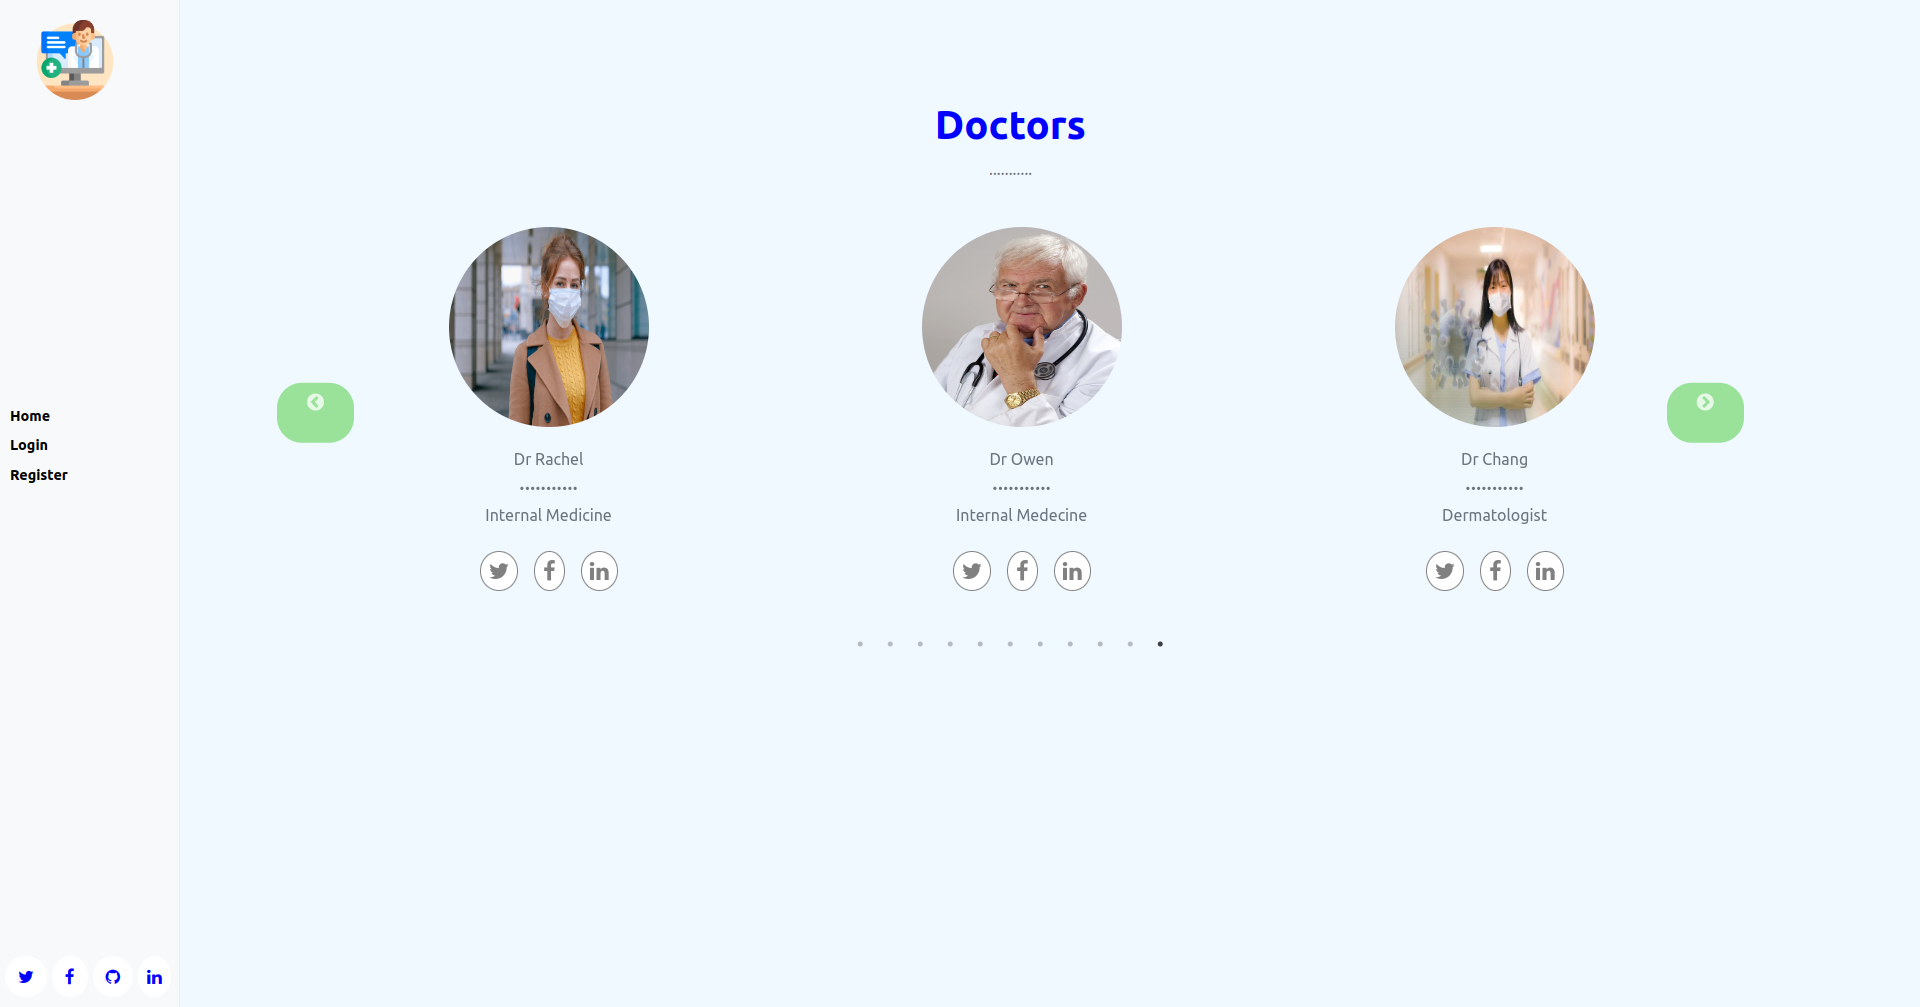 Doctors
...........
Home
Login
Register
Dr Rachel
...........
Internal Medicine
Dr Owen
...........
Internal Medecine
Dr Chang
...........
Dermatologist